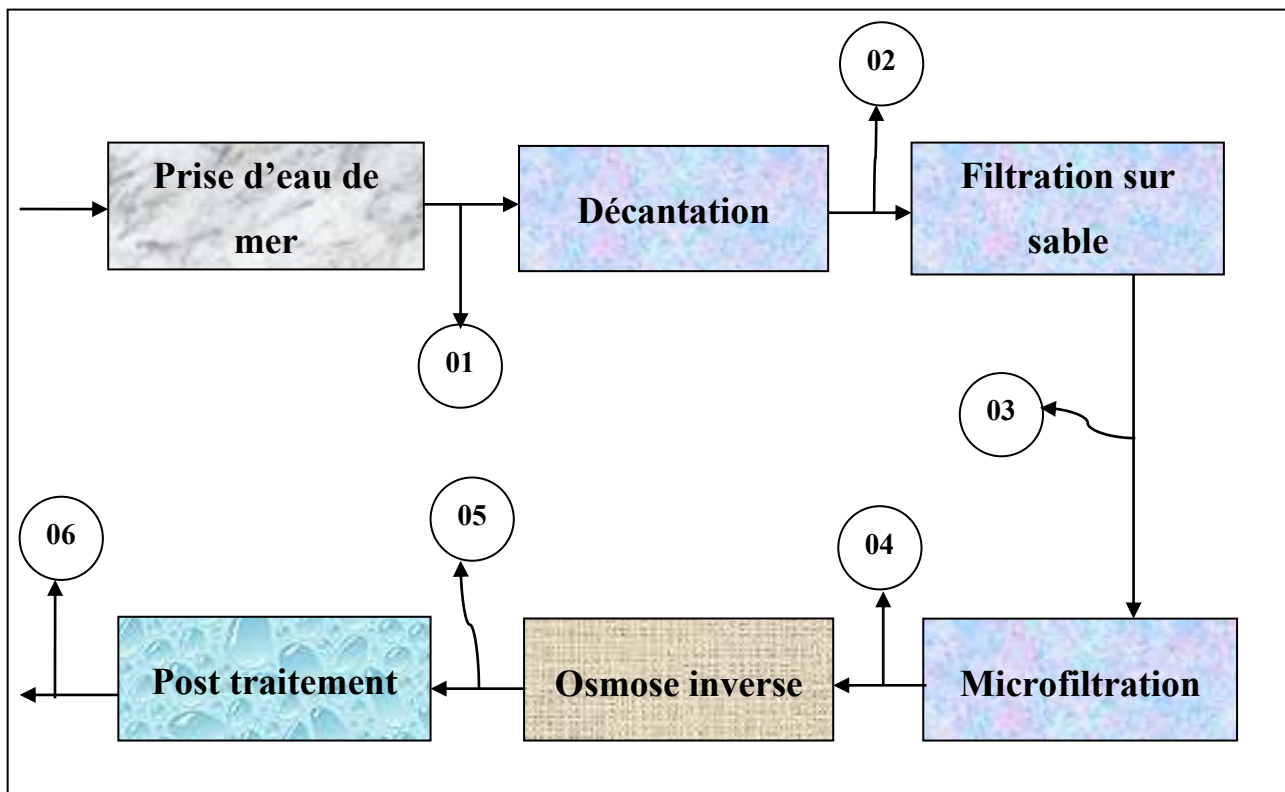 02
Prise d’eau de
mer
Décantation
Filtration sur
sable
01
03
06
05
04
Post traitement
Osmose inverse
Microfiltration